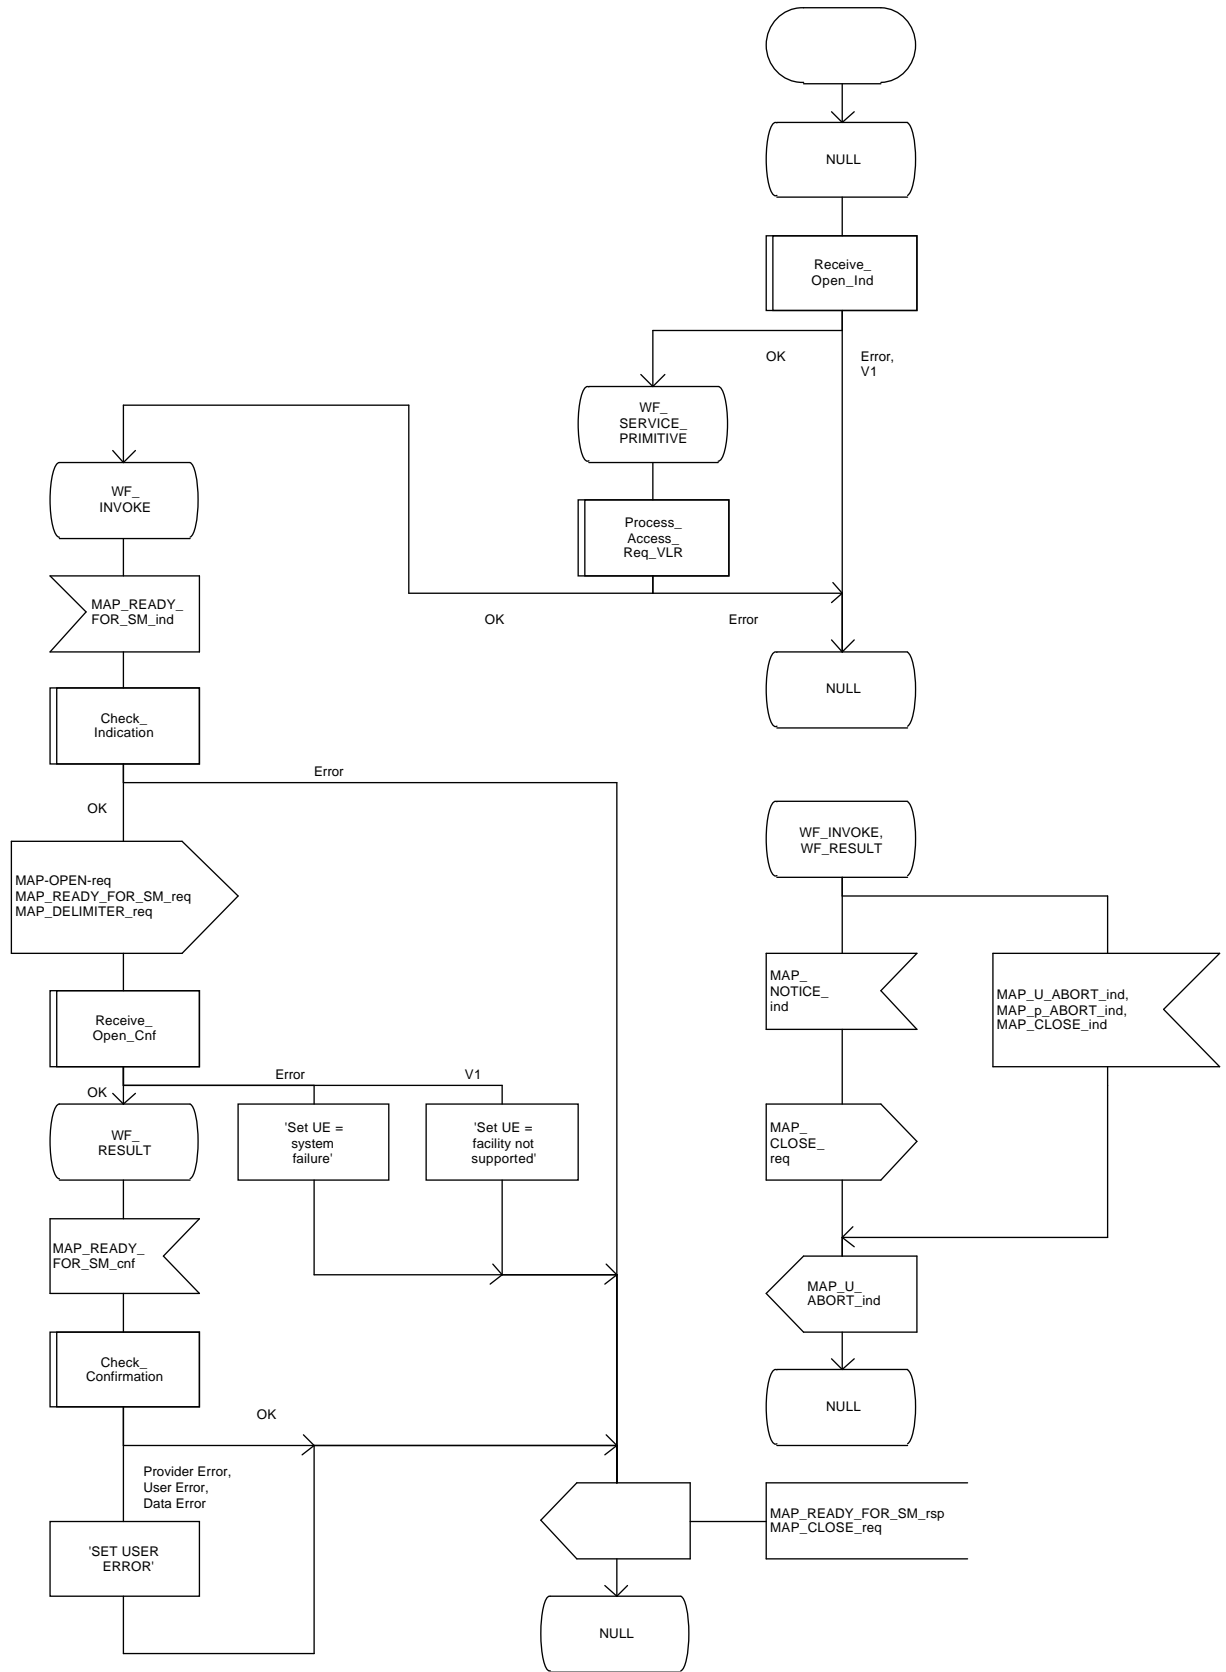 NULL
Receive_
Open_Ind
OK
Error,
V1
WF_
SERVICE_
PRIMITIVE
WF_
INVOKE
Process_
Access_
Req_VLR
MAP_READY_
FOR_SM_ind
OK
Error
NULL
Check_
Indication
Error
OK
WF_INVOKE,
WF_RESULT
MAP-OPEN-req
MAP_READY_FOR_SM_req
MAP_DELIMITER_req
MAP_
NOTICE_
ind
MAP_U_ABORT_ind,
MAP_p_ABORT_ind,
MAP_CLOSE_ind
Receive_
Open_Cnf
Error
V1
OK
WF_
RESULT
'Set UE =
system
failure'
'Set UE =
facility not
supported'
MAP_
CLOSE_
req
MAP_READY_
FOR_SM_cnf
MAP_U_
ABORT_ind
Check_
Confirmation
NULL
OK
Provider Error,
User Error,
Data Error
MAP_READY_FOR_SM_rsp
MAP_CLOSE_req
'SET USER
ERROR'
NULL